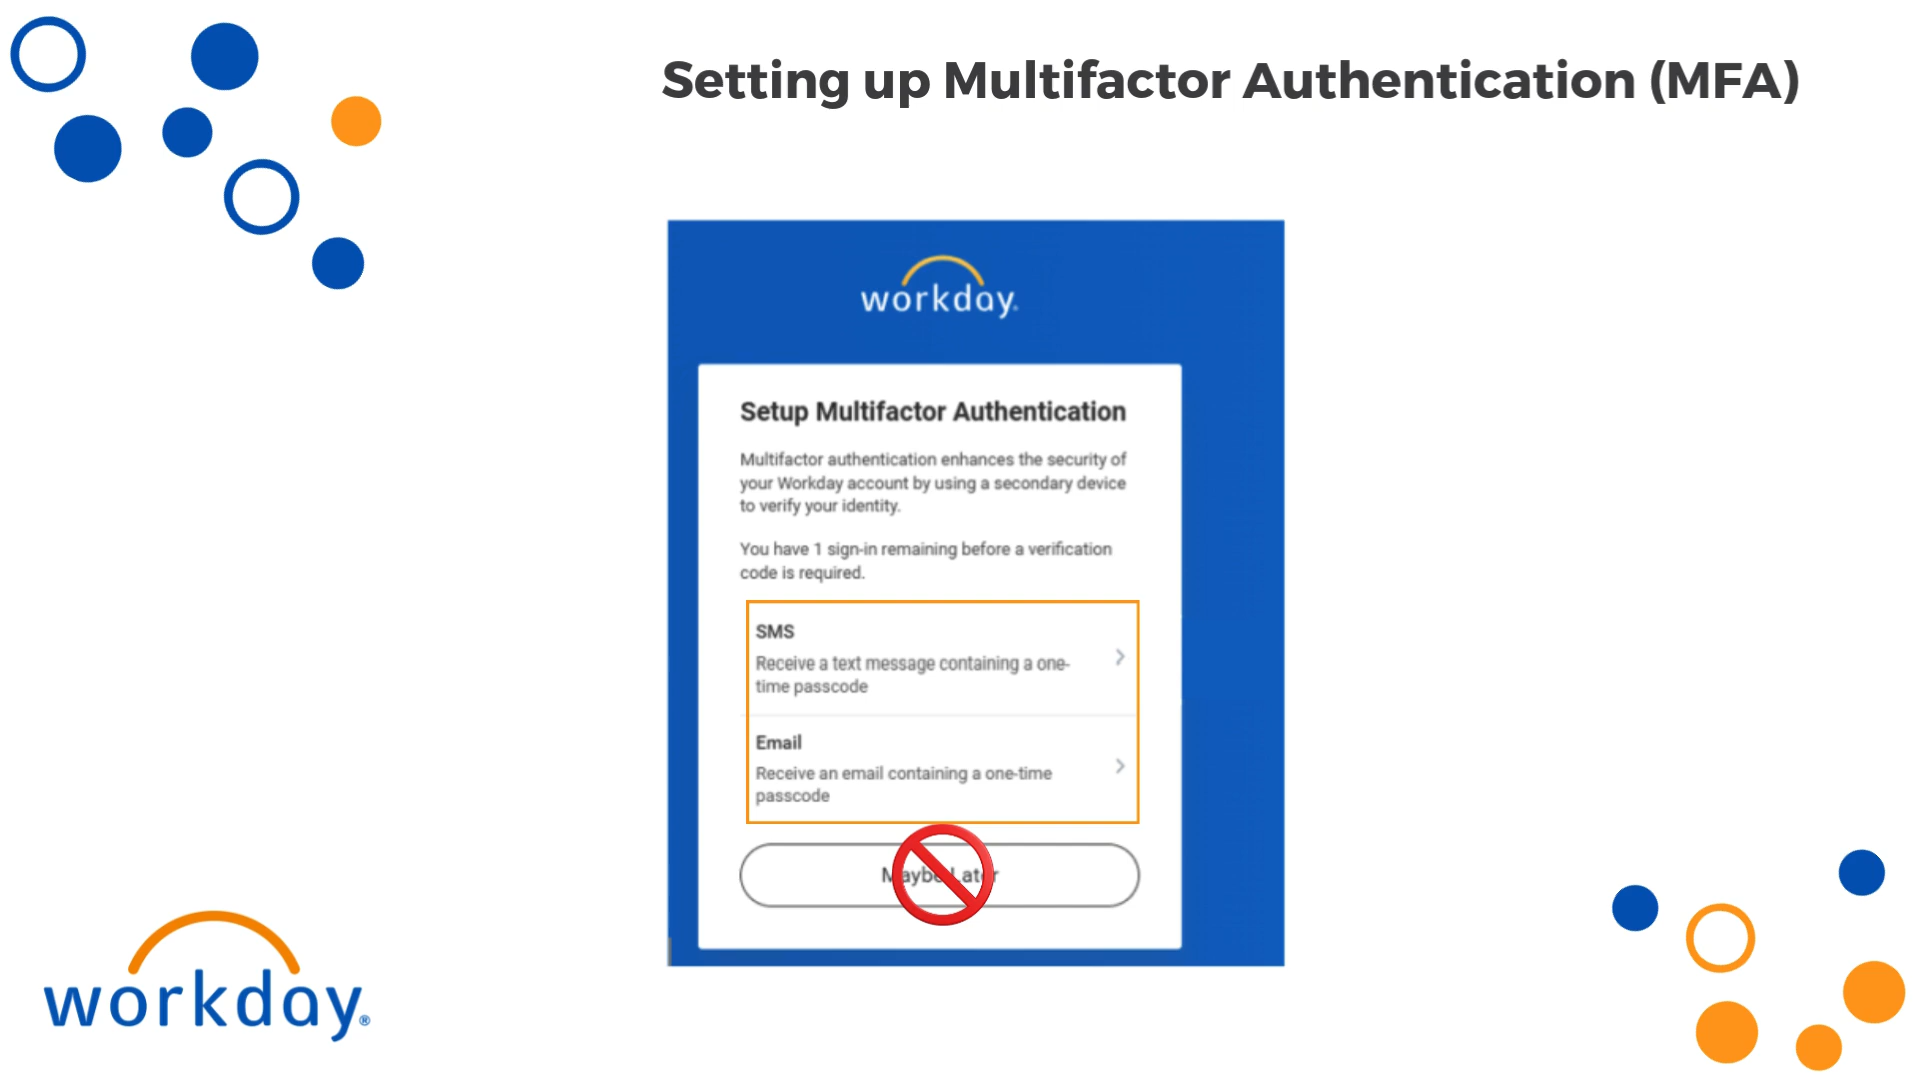 Setting up Multifactor Authentication (MFA)
workday.
Setup Multifactor Authentication
Multifactor authentication enhances the security of
your Workday account by using a secondary device
to verify your identity.
You have 1 sign-in remaining before a verification
code is required.
SMS
Receive a text message containing a one-
time passcode
Email
Receive an email containing a one-time
passcode
Maybe Later
workday.®